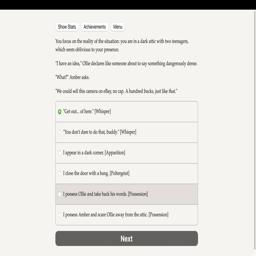 Show Stats
Achievements
Menu
You focus on the reality of the situation: you are in a dark attic with two teenagers,
which seem oblivious to your presence.
"I have an idea," Ollie declares like someone about to say something dangerously dense.
"What?" Amber asks.
"We could sell this camera on eBay, no cap. A hundred bucks, just like that."
"Get out... of here." [Whisper]
"You don't dare to do that, buddy." [Whisper]
I appear in a dark corner. [Apparition]
I close the door with a bang. [Poltergeist]
I possess Ollie and take back his words. [Possession]
I possess Amber and scare Ollie away from the attic. [Possession]
Next